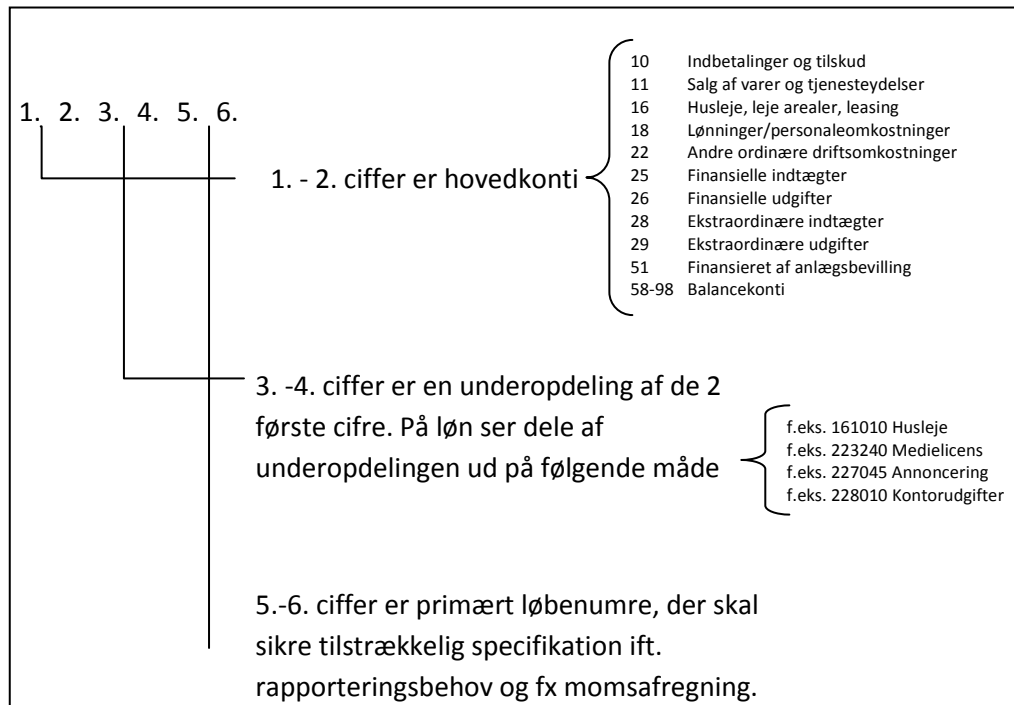 10 Indbetalinger og tilskud
11 Salg af varer og tjenesteydelser
16 Husleje, leje arealer, leasing
18 Lønninger/personaleomkostninger
22 Andre ordinære driftsomkostninger
25 Finansielle indtægter
26 Finansielle udgifter
28 Ekstraordinære indtægter
29 Ekstraordinære udgifter
51 Finansieret af anlægsbevilling
58-98 Balancekonti
1. 2. 3. 4. 5. 6.
1. - 2. ciffer er hovedkonti
3. -4. ciffer er en underopdeling af de 2
første cifre. På løn ser dele af
underopdelingen ud på følgende måde
f.eks. 161010 Husleje
f.eks. 223240 Medielicens
f.eks. 227045 Annoncering
f.eks. 228010 Kontorudgifter
5.-6. ciffer er primært løbenumre, der skal
sikre tilstrækkelig specifikation ift.
rapporteringsbehov og fx momsafregning.